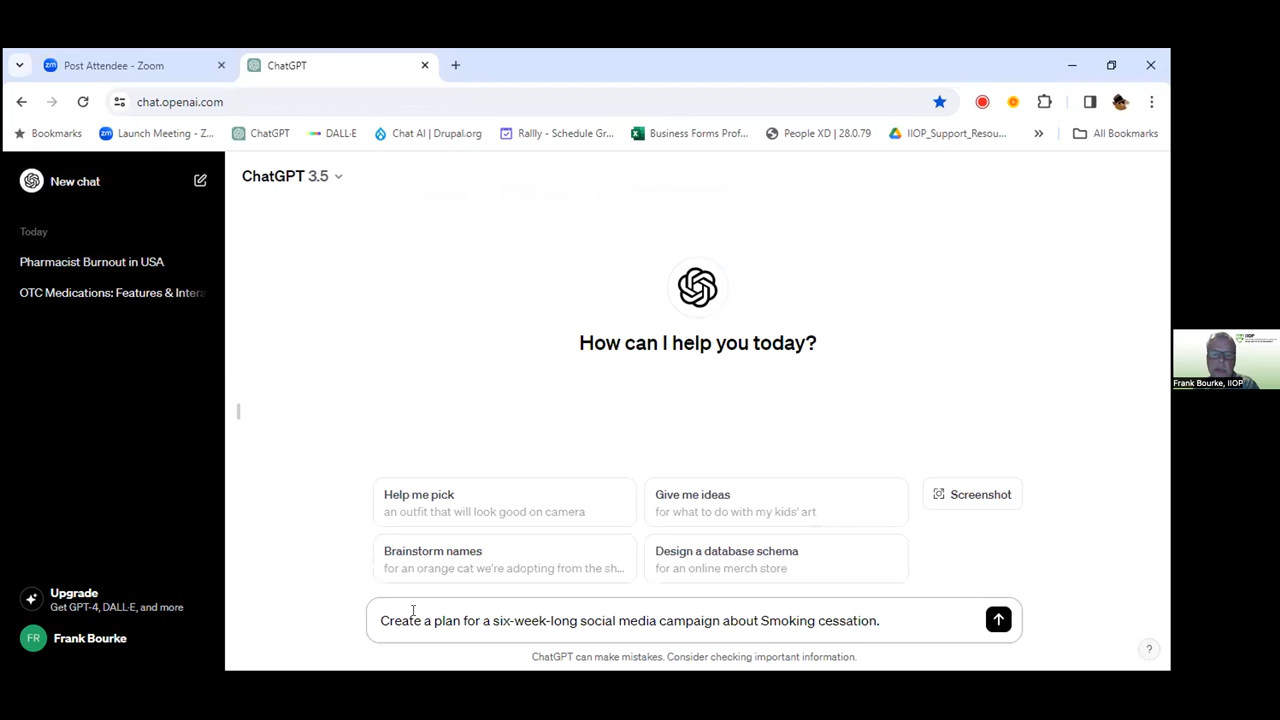 Post Attendee - Zoom
ChatGPT
chat.openai.com
Bookmarks
Launch Meeting - Z...
ChatGPT
DALL·E
Chat AI | Drupal.org
Rallly - Schedule Gr...
Business Forms Prof...
People XD | 28.0.79
IIOP_Support_Resou...
All Bookmarks
New chat
ChatGPT 3.5
Today
Pharmacist Burnout in USA
OTC Medications: Features & Intera
How can I help you today?
Frank Bourke, IIOP
Help me pick
an outfit that will look good on camera
Give me ideas
for what to do with my kids' art
Screenshot
Brainstorm names
for an orange cat we're adopting from the sh...
Design a database schema
for an online merch store
Upgrade
Get GPT-4, DALL·E, and more
FR Frank Bourke
Create a plan for a six-week-long social media campaign about Smoking cessation.
ChatGPT can make mistakes. Consider checking important information.
?